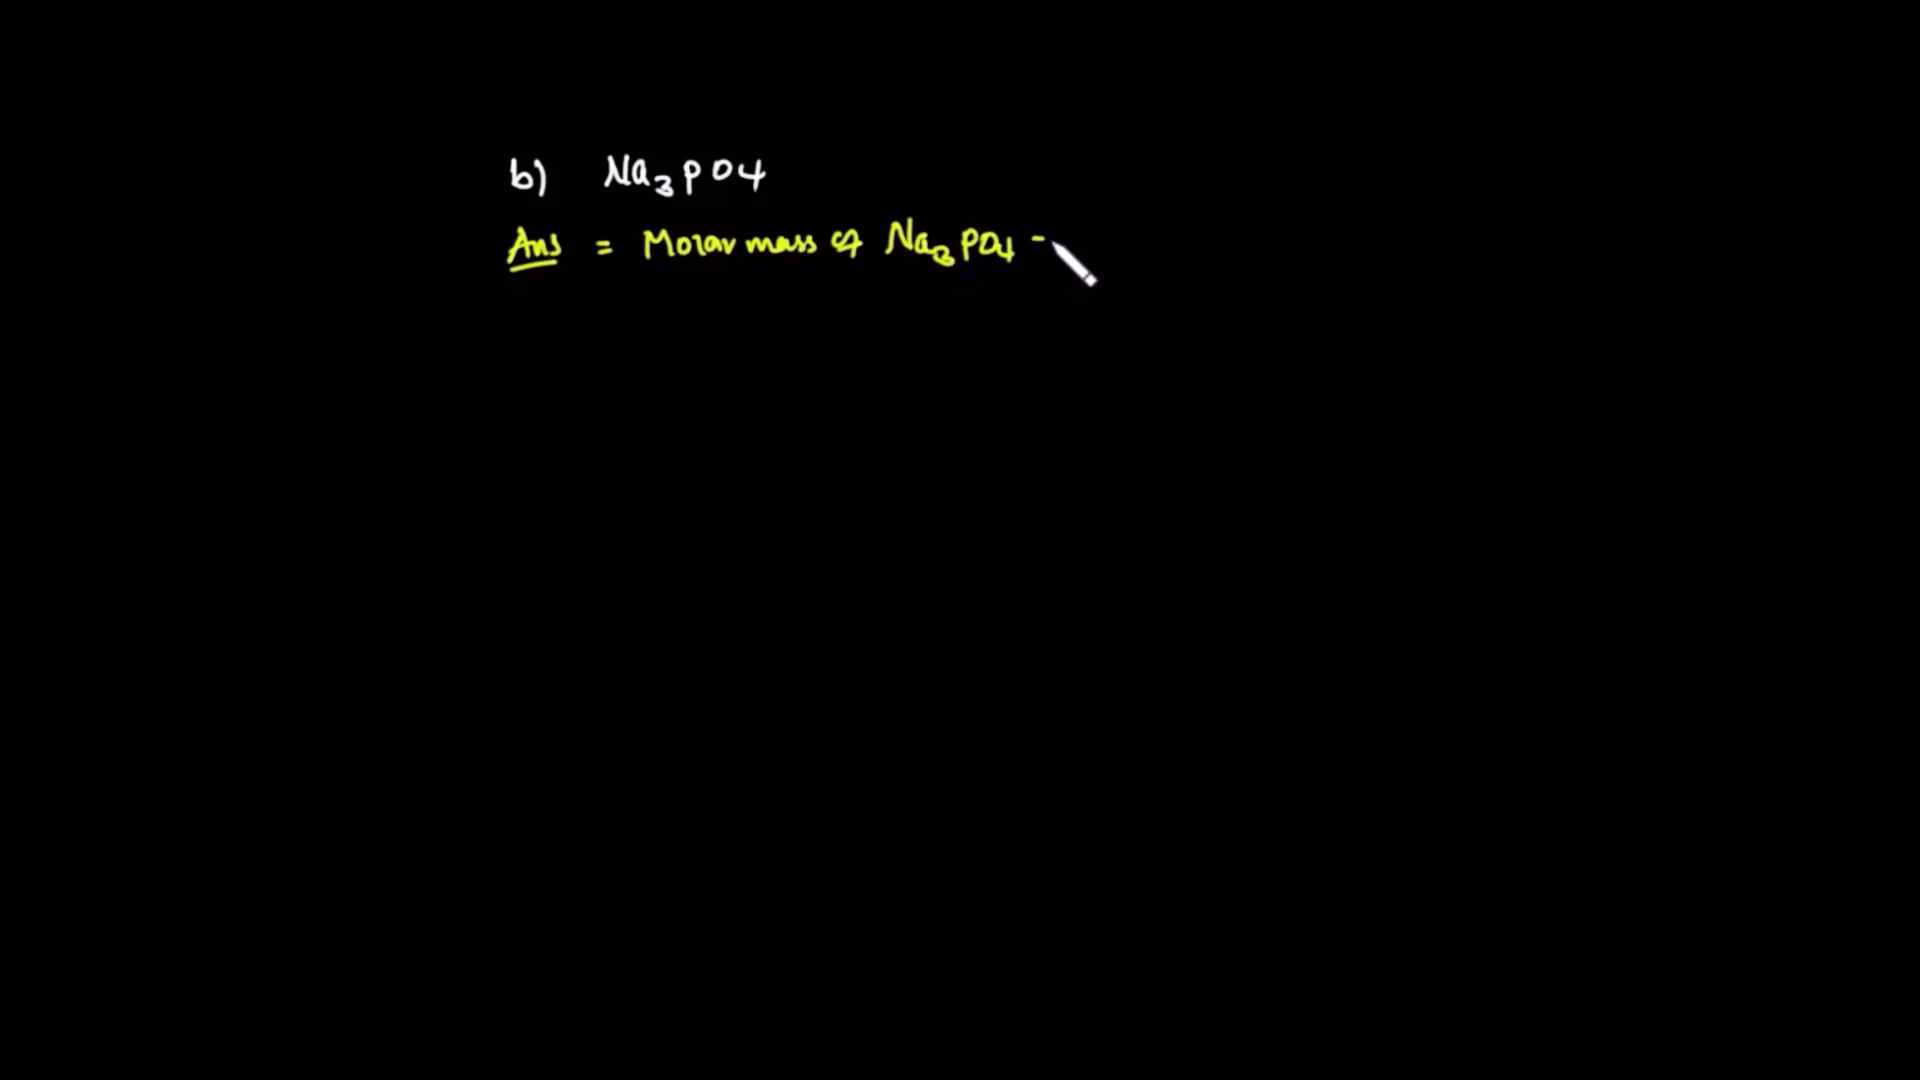 b) Na₃PO4
Ans = Molar mass of Na₃PO4 -